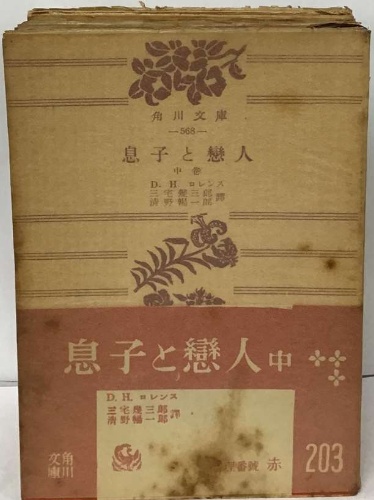 角川文庫
—568—
息子と戀人
中巻
D. H. ロレンス
三宅幾三郎
清野暢一郎 譯
息子と戀人 中
D. H. ロレンス
三宅幾三郎
清野暢一郎 譯
角川文庫
番號 赤
203